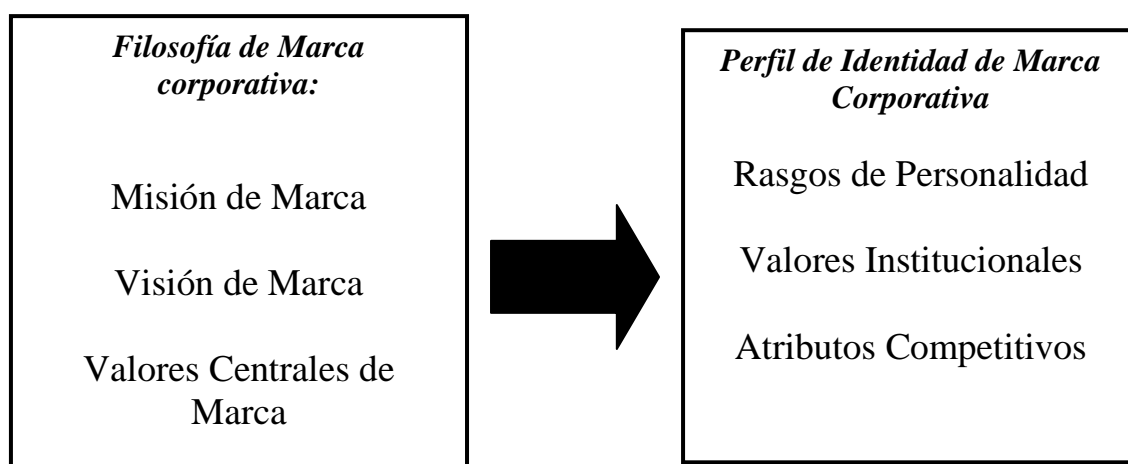 Filosofía de Marca
corporativa:
Misión de Marca
Visión de Marca
Valores Centrales de
Marca
Perfil de Identidad de Marca
Corporativa
Rasgos de Personalidad
Valores Institucionales
Atributos Competitivos